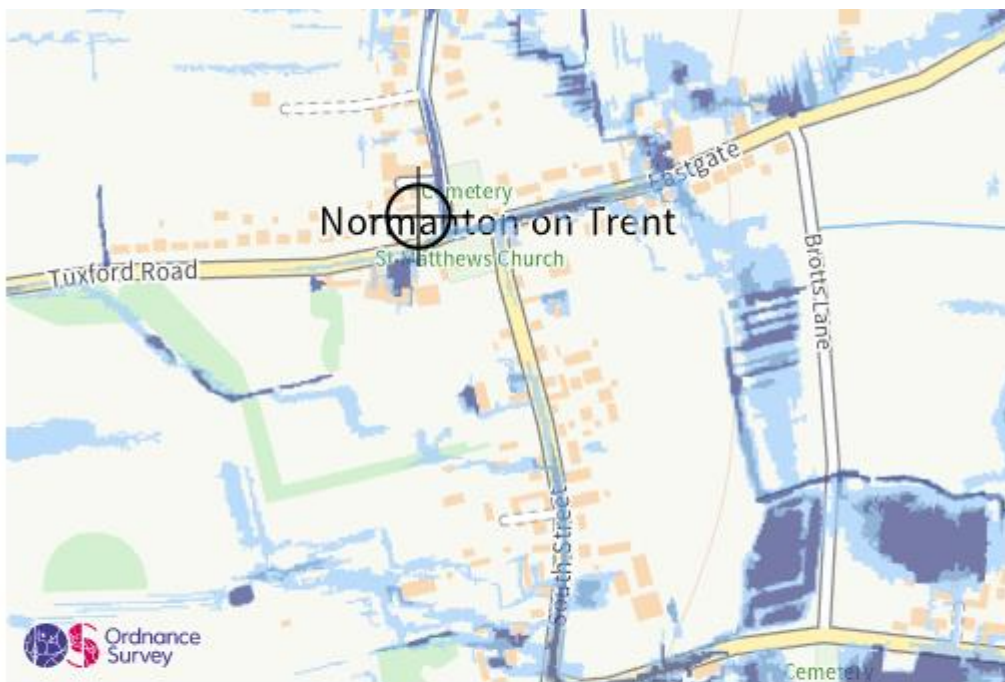 Cemetery
Eastgate
Normanton on Trent
St Matthews Church
Tuxford Road
Brotts Lane
South Street
Ordnance
Survey
Cemetery